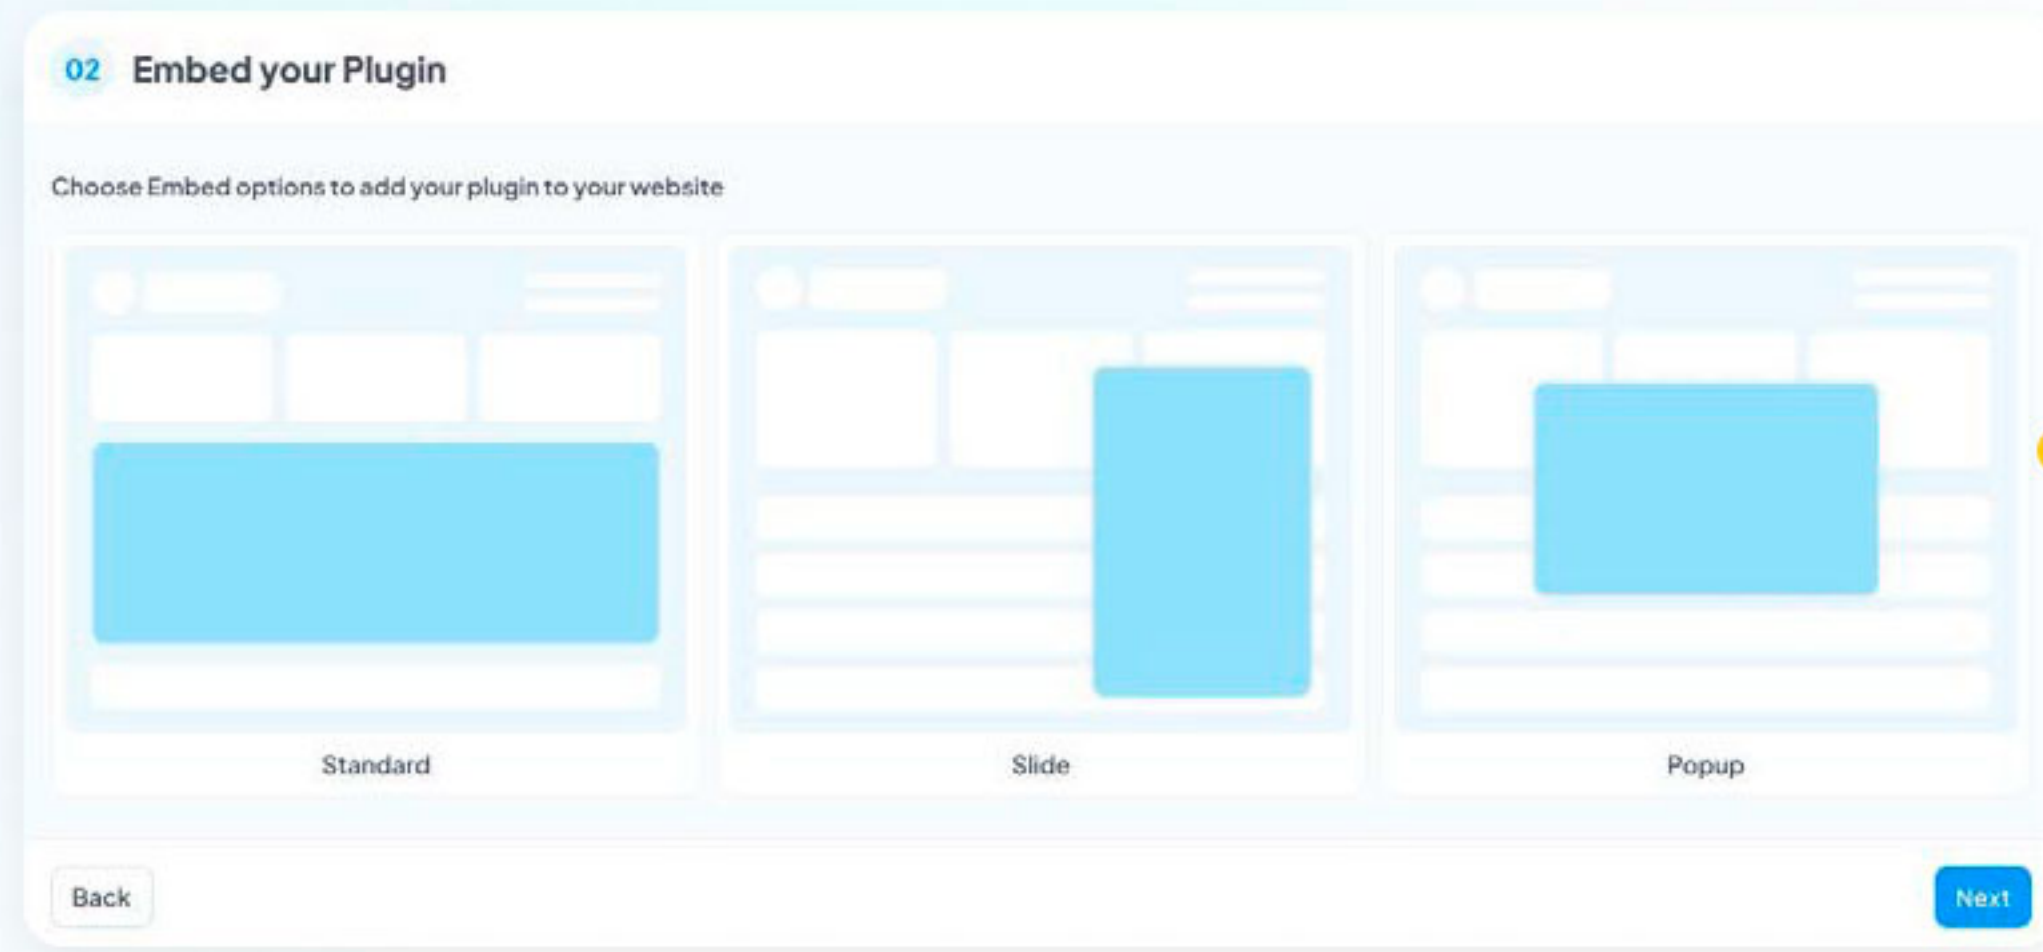 02 Embed your Plugin
Choose Embed options to add your plugin to your website
Standard
Slide
Popup
Back
Next